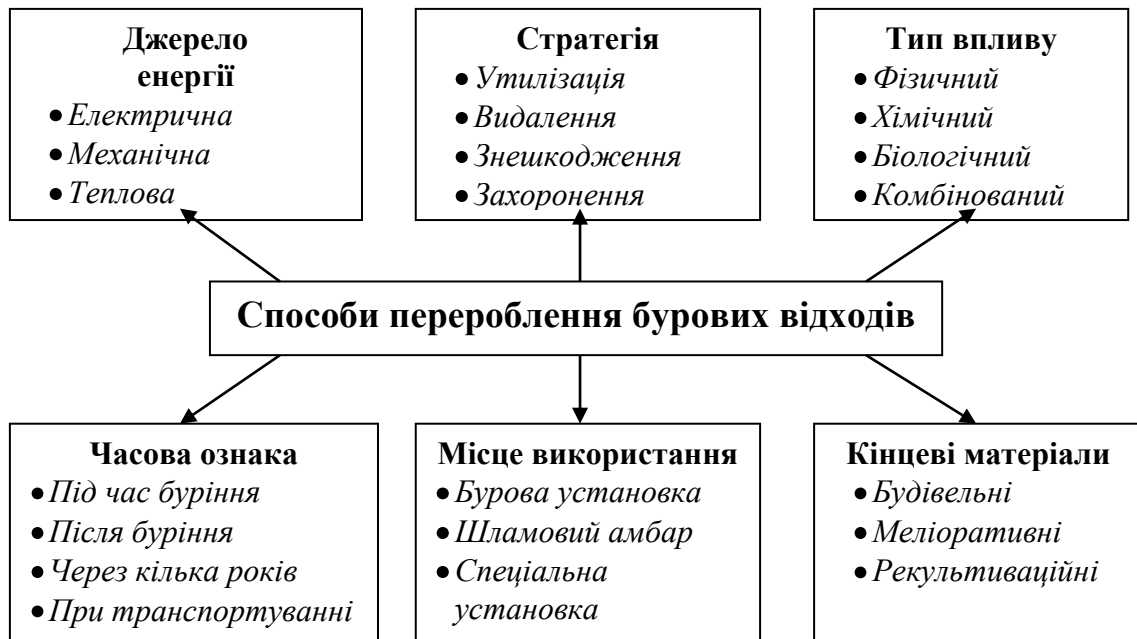 Джерело
енергії
• Електрична
• Механічна
• Теплова
Стратегія
• Утилізація
• Видалення
• Знешкодження
• Захоронення
Тип впливу
• Фізичний
• Хімічний
• Біологічний
• Комбінований
Способи перероблення бурових відходів
Часова ознака
• Під час буріння
• Після буріння
• Через кілька років
• При транспортуванні
Місце використання
• Бурова установка
• Шламовий амбар
• Спеціальна
установка
Кінцеві матеріали
• Будівельні
• Меліоративні
• Рекультиваційні